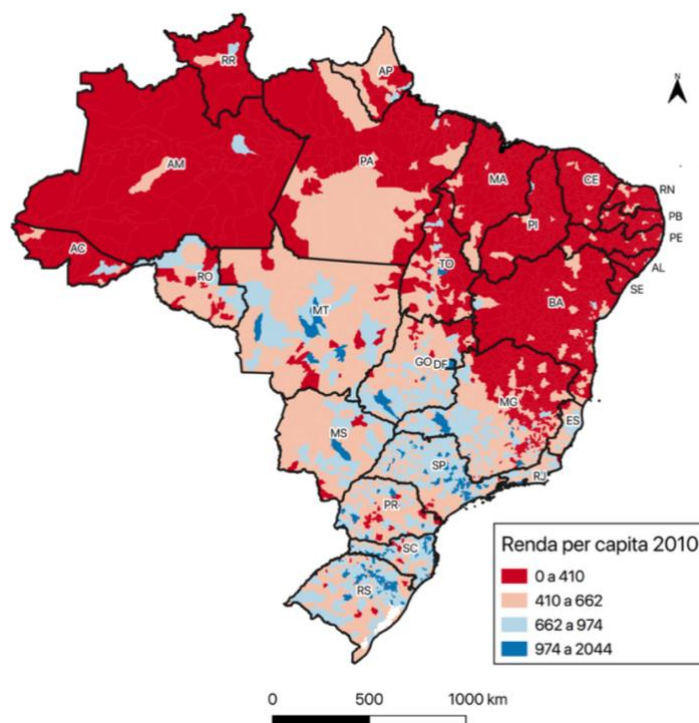 RR
AP
N
AM
PA
MA
CE
RN
PB
PI
PE
AC
AL
TO
RO
SE
BA
MT
GO DF
MG
ES
MS
SP
RJ
PR
SC
RS
Renda per capita 2010
0 a 410
410 a 662
662 a 974
974 a 2044
0 500 1000 km